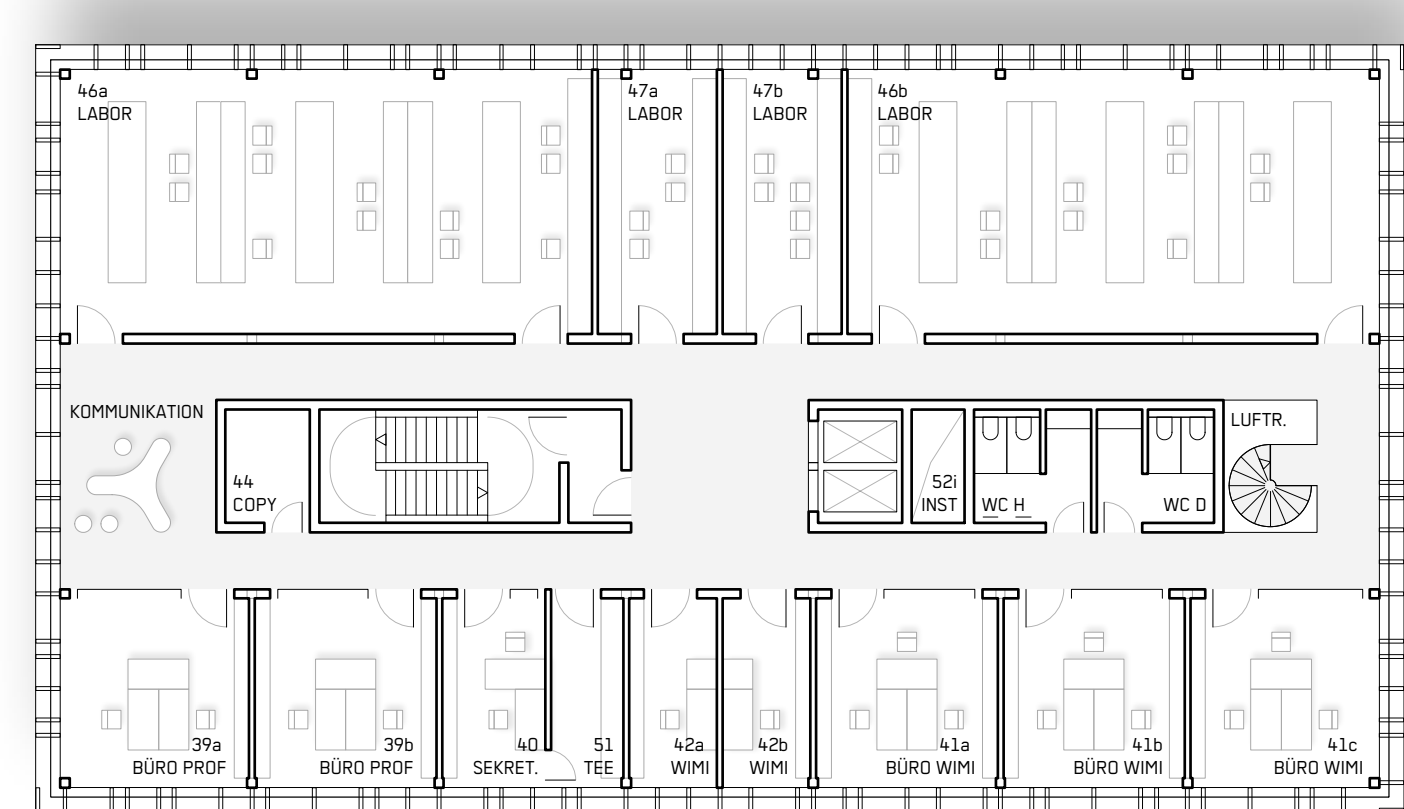 46a
LABOR
47a
LABOR
47b
LABOR
46b
LABOR
KOMMUNIKATION
44
COPY
52i
INST
WC H
WC D
LUFTR.
39a
BÜRO PROF
39b
BÜRO PROF
40
SEKRET.
51
TEE
42a
WIMI
42b
WIMI
41a
BÜRO WIMI
41b
BÜRO WIMI
41c
BÜRO WIMI